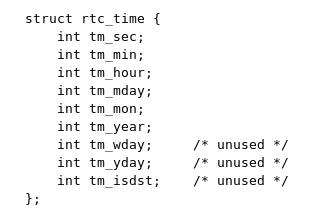 struct rtc_time {
    int tm_sec;
    int tm_min;
    int tm_hour;
    int tm_mday;
    int tm_mon;
    int tm_year;
    int tm_wday;     /* unused */
    int tm_yday;     /* unused */
    int tm_isdst;    /* unused */
};